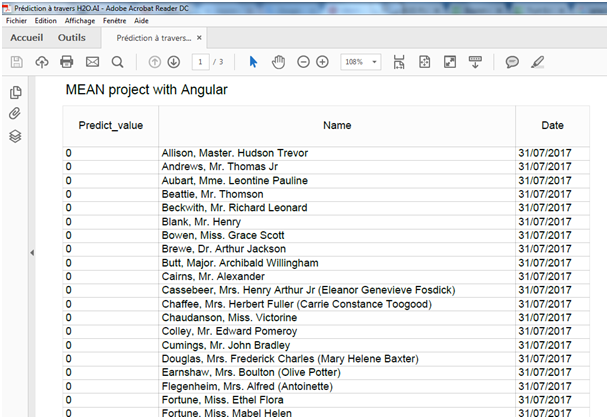 Prédiction à travers H2O.AI - Adobe Acrobat Reader DC
Fichier Edition Affichage Fenêtre Aide
Accueil Outils Prédiction à travers... ×
1 / 3 108%
MEAN project with Angular
Predict_value Name Date
0 Allison, Master. Hudson Trevor 31/07/2017
0 Andrews, Mr. Thomas Jr 31/07/2017
0 Aubart, Mme. Leontine Pauline 31/07/2017
0 Beattie, Mr. Thomson 31/07/2017
0 Beckwith, Mr. Richard Leonard 31/07/2017
0 Blank, Mr. Henry 31/07/2017
0 Bowen, Miss. Grace Scott 31/07/2017
0 Brewe, Dr. Arthur Jackson 31/07/2017
0 Butt, Major. Archibald Willingham 31/07/2017
0 Cairns, Mr. Alexander 31/07/2017
0 Cassebeer, Mrs. Henry Arthur Jr (Eleanor Genevieve Fosdick) 31/07/2017
0 Chaffee, Mrs. Herbert Fuller (Carrie Constance Toogood) 31/07/2017
0 Chaudanson, Miss. Victorine 31/07/2017
0 Colley, Mr. Edward Pomeroy 31/07/2017
0 Cumings, Mr. John Bradley 31/07/2017
0 Douglas, Mrs. Frederick Charles (Mary Helene Baxter) 31/07/2017
0 Earnshaw, Mrs. Boulton (Olive Potter) 31/07/2017
0 Flegenheim, Mrs. Alfred (Antoinette) 31/07/2017
0 Fortune, Miss. Ethel Flora 31/07/2017
0 Fortune, Miss. Mabel Helen 31/07/2017